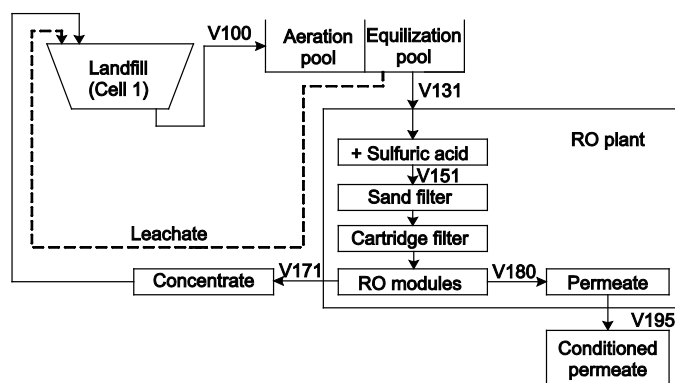 V100
Aeration
pool
Equilization
pool
Landfill
(Cell 1)
V131
RO plant
+ Sulfuric acid
V151
Sand filter
Leachate
Cartridge filter
V171
V180
Concentrate
RO modules
Permeate
V195
Conditioned
permeate